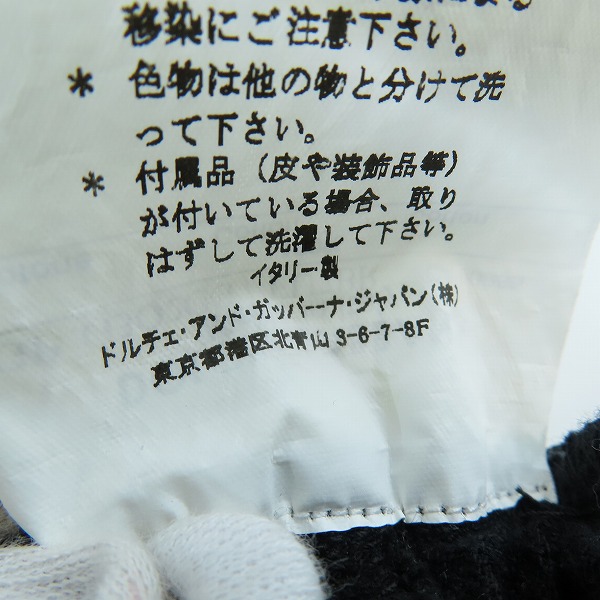 移染にご注意下さい。
* 色物は他の物と分けて洗
って下さい。
* 付属品（皮や装飾品等）
が付いている場合、取り
はずして洗濯して下さい。
イタリー製
ドルチェ・アンド・ガッバーナ・ジャパン(株)
東京都港区北青山3-6-7-8F